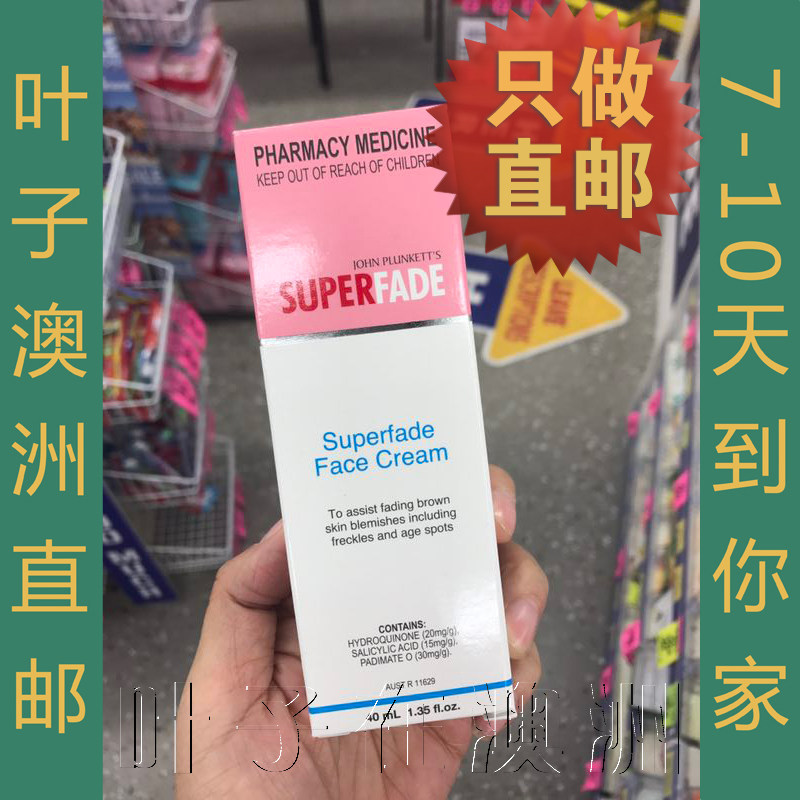 叶子澳洲直邮
只做
直邮
7-10天到你家
PHARMACY MEDICINE
KEEP OUT OF REACH OF CHILDREN
JOHN PLUNKETT'S
SUPERFADE
LEAVE
Superfade
Face Cream
To assist fading brown
skin blemishes including
freckles and age spots
CONTAINS:
HYDROQUINONE (20mg/g),
SALICYLIC ACID (15mg/g),
PADIMATE O (30mg/g).
AUST R 11629
40 mL 1.35 fl.oz.
叶子在澳洲